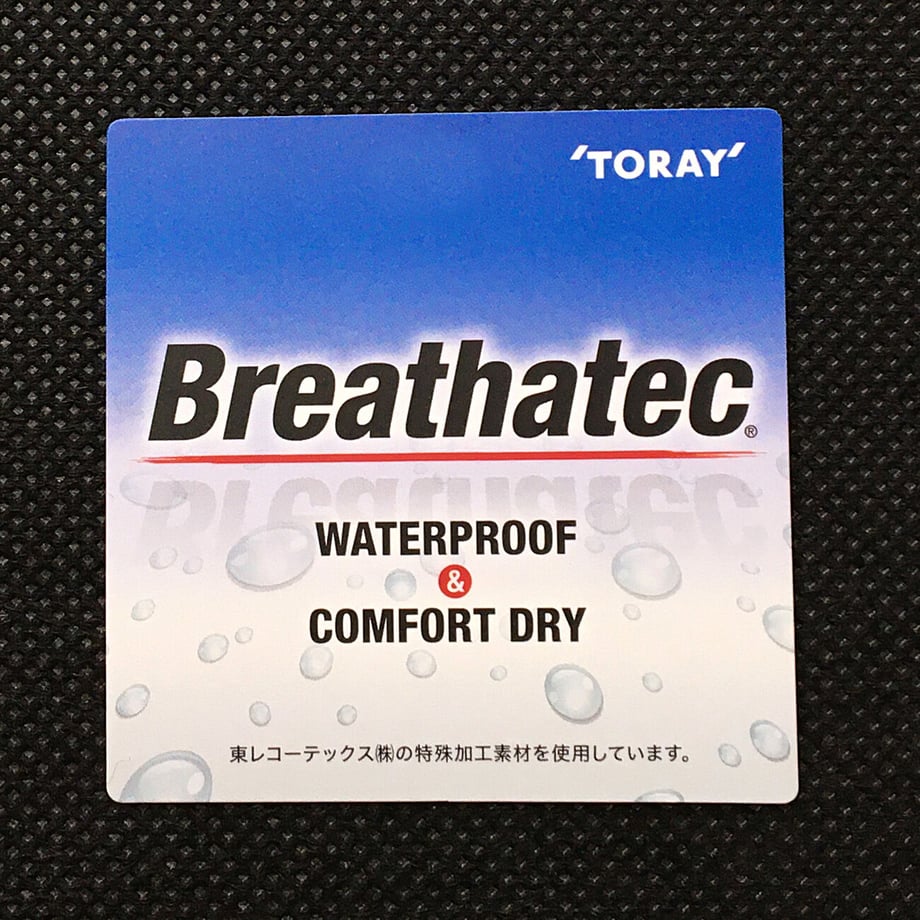 'TORAY'
Breathatec®
WATERPROOF
&
COMFORT DRY
東レコーテックス㈱の特殊加工素材を使用しています。